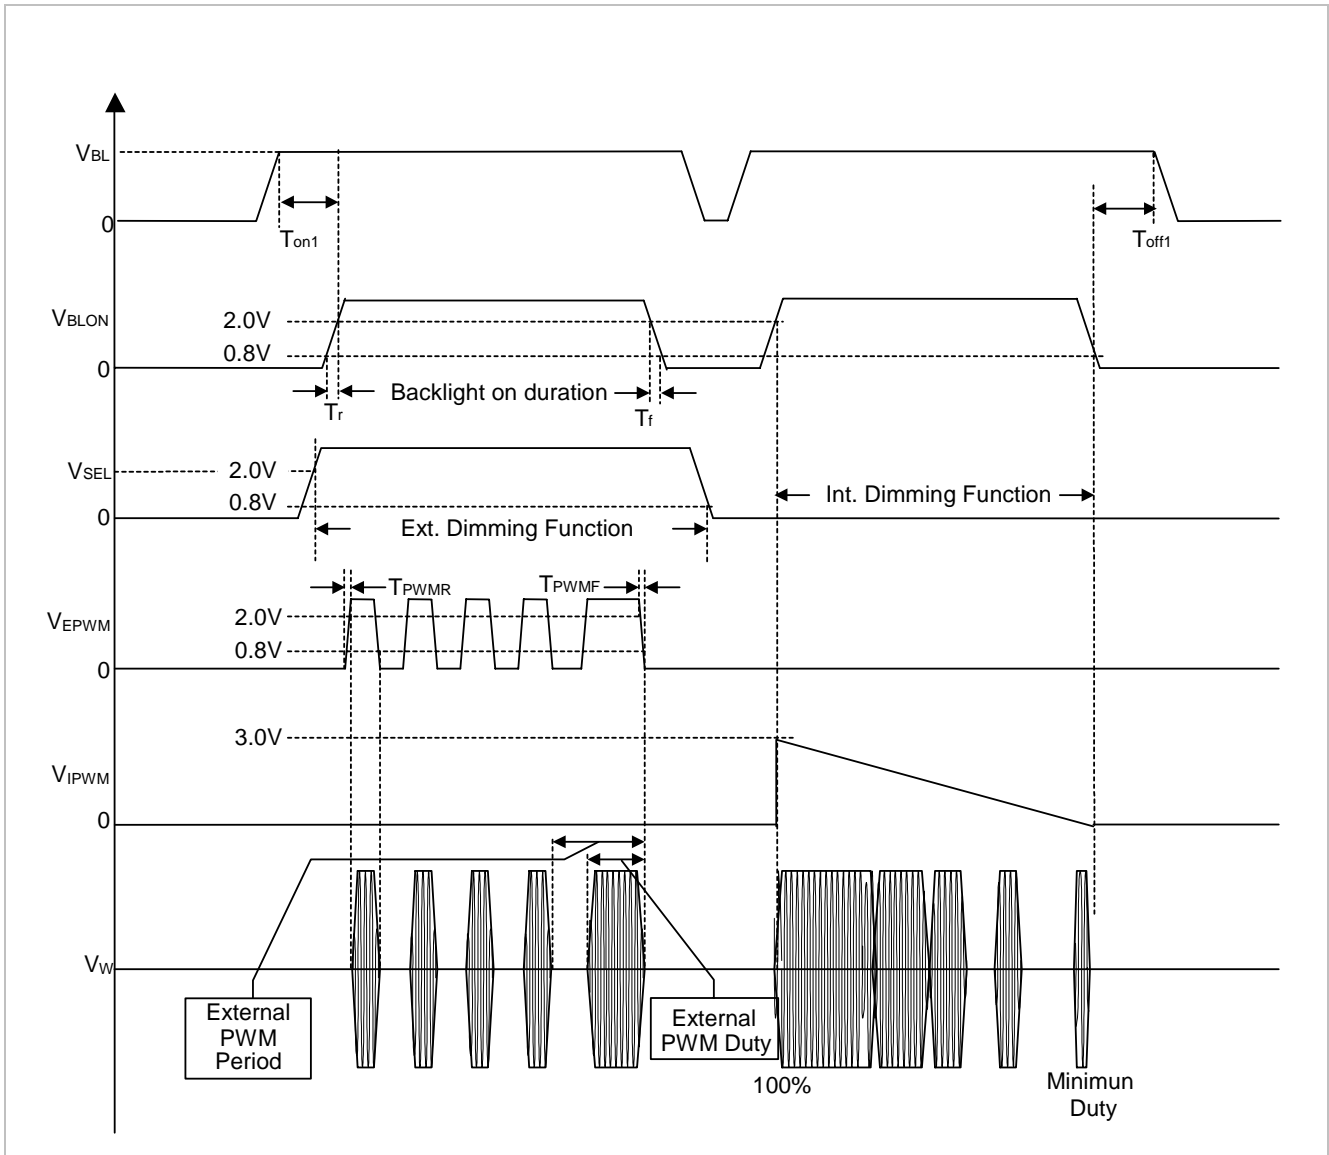 VBL
0
Ton1
Toff1
VBLON
2.0V
0.8V
0
Tr
Backlight on duration
Tf
VSEL
2.0V
0.8V
0
Int. Dimming Function
Ext. Dimming Function
TPWMR
TPWMF
VEPWM
2.0V
0.8V
0
3.0V
VIPWM
0
VW
External
PWM
Period
External
PWM Duty
100%
Minimun
Duty